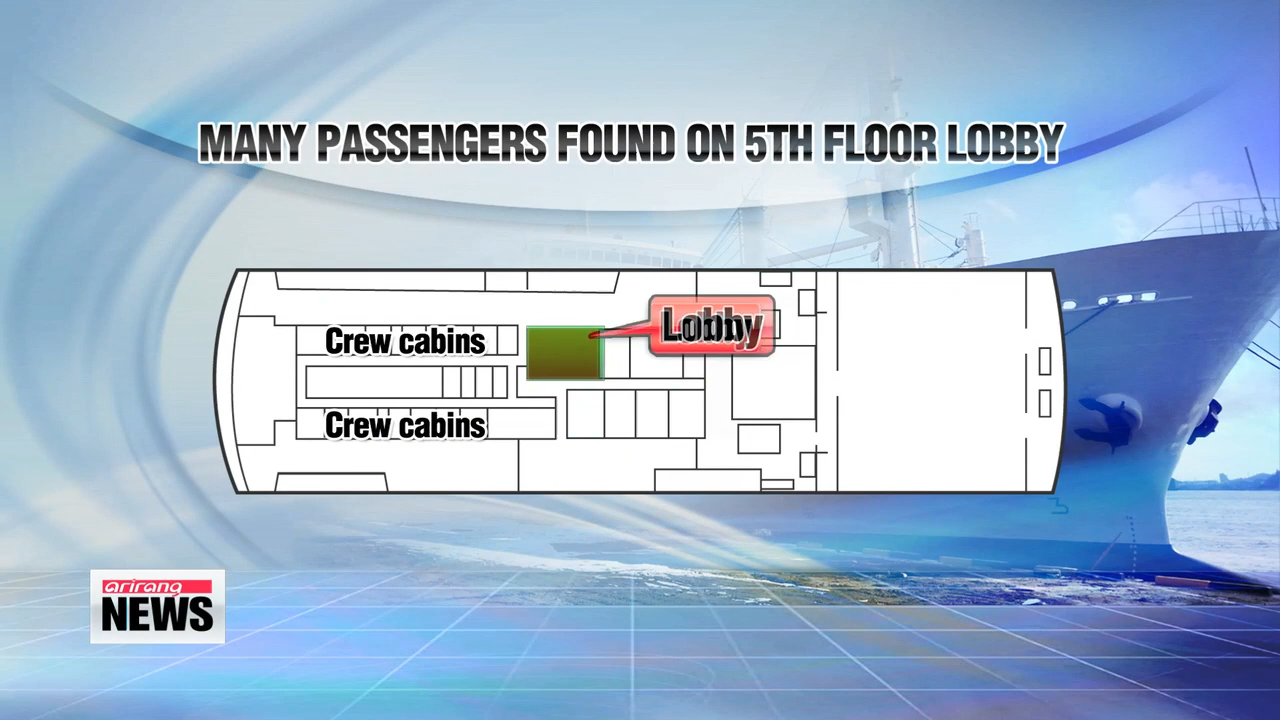 MANY PASSENGERS FOUND ON 5TH FLOOR LOBBY
Lobby
Crew cabins
Crew cabins
arirang
NEWS